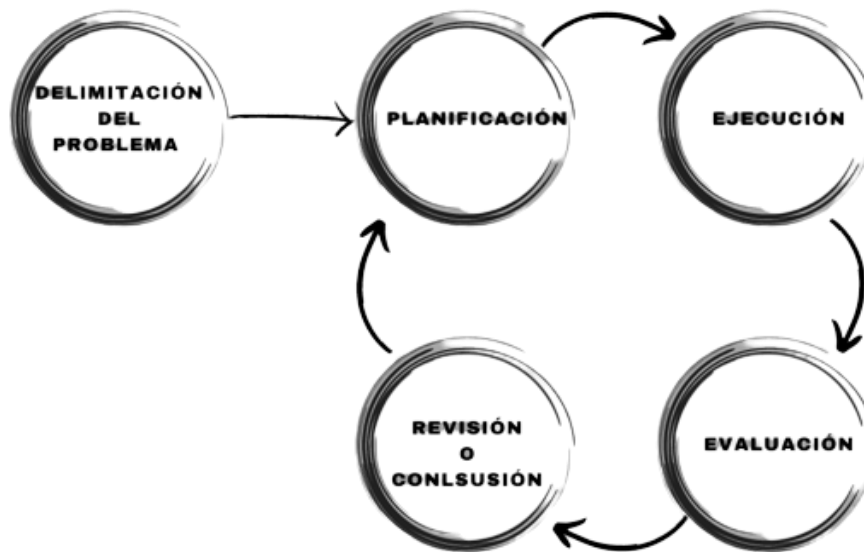 DELIMITACIÓN
DEL
PROBLEMA
PLANIFICACIÓN
EJECUCIÓN
REVISIÓN
O
CONLSUSIÓN
EVALUACIÓN